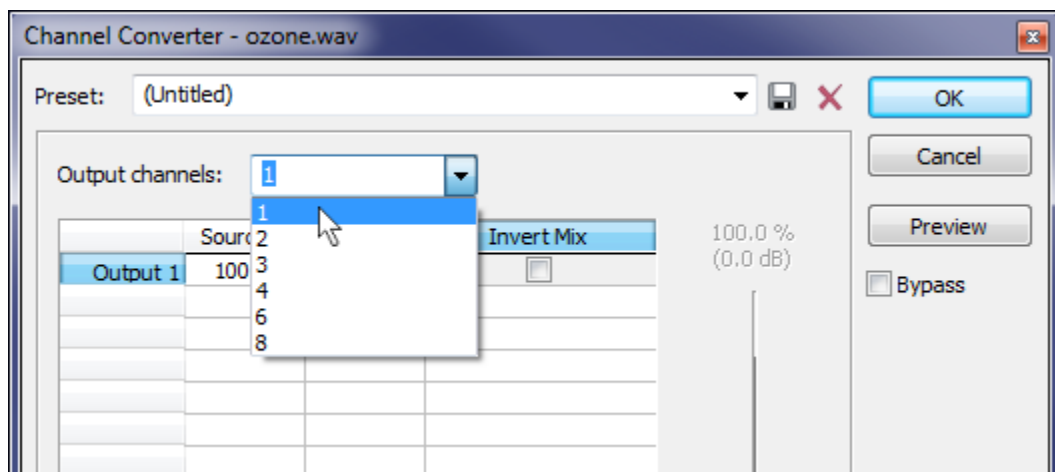 Channel Converter - ozone.wav
Preset: (Untitled)
OK
Output channels: 1
Cancel
1
2
3
4
6
8
Invert Mix
100.0 %
(0.0 dB)
Preview
Output 1 100
Bypass